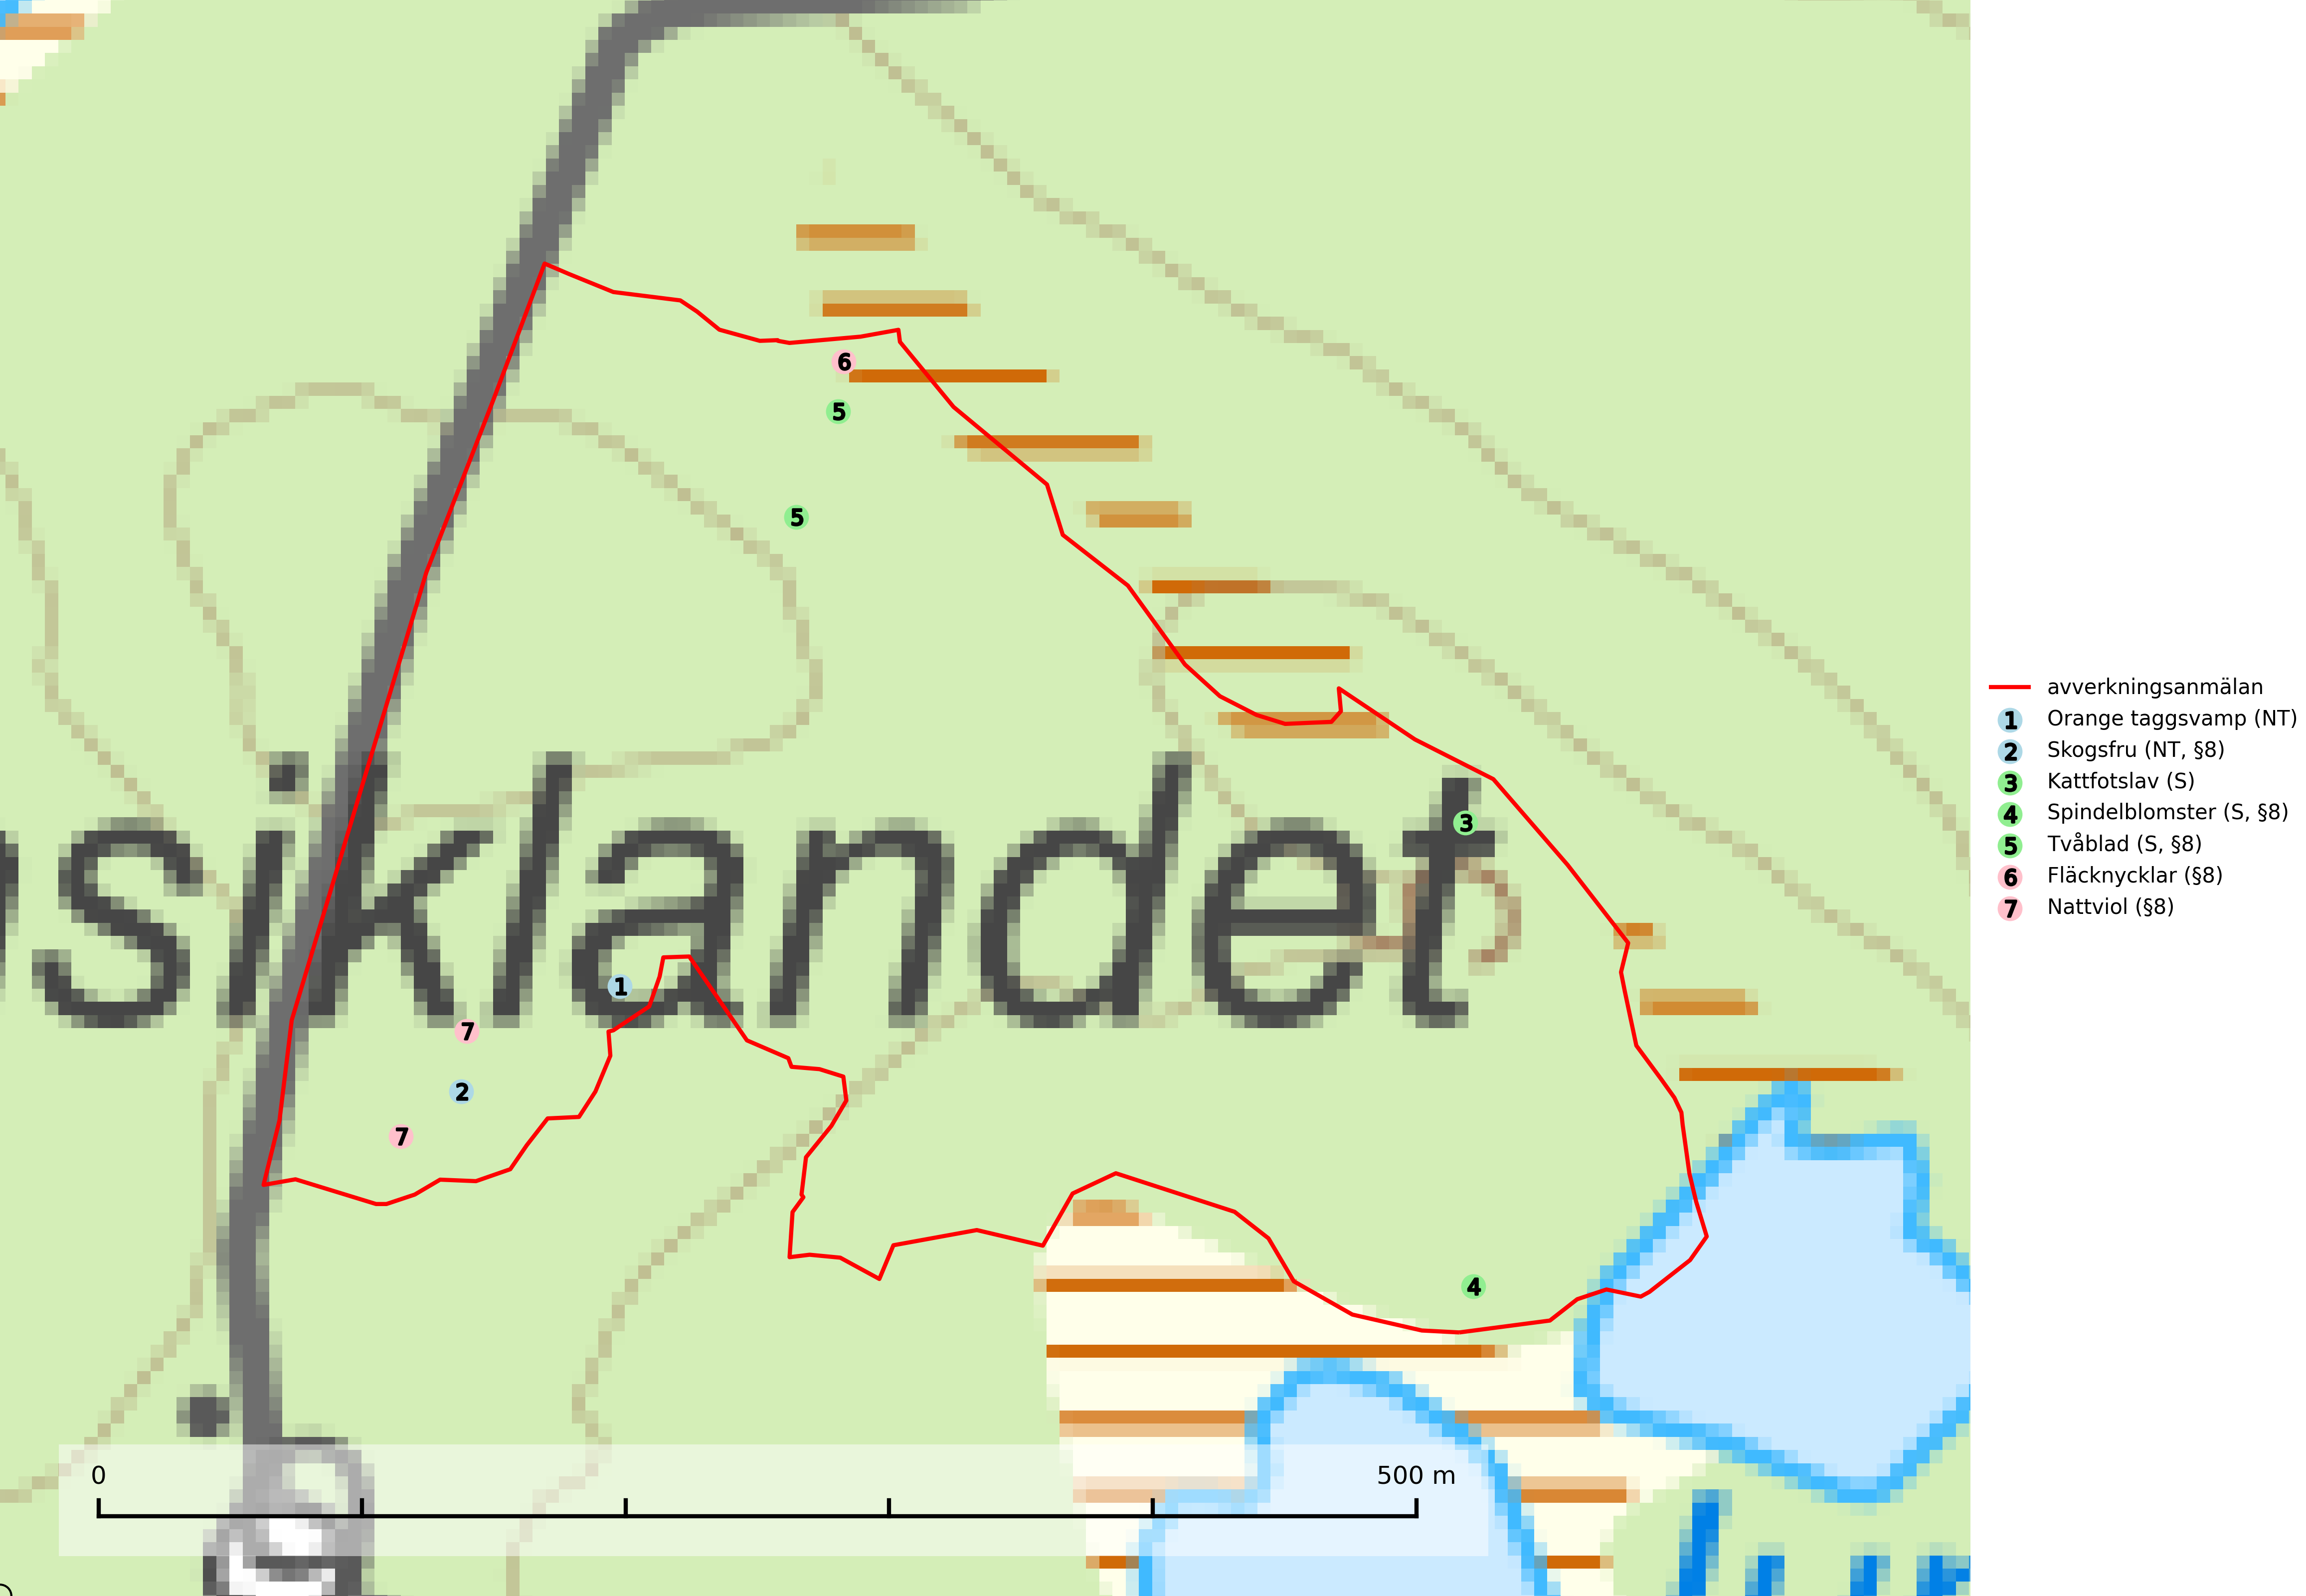 6
5
5
siklandet
3
1
7
2
7
4
0
500 m
avverkningsanmälan
1 Orange taggsvamp (NT)
2 Skogsfru (NT, §8)
3 Kattfotslav (S)
4 Spindelblomster (S, §8)
5 Tvåblad (S, §8)
6 Fläcknycklar (§8)
7 Nattviol (§8)